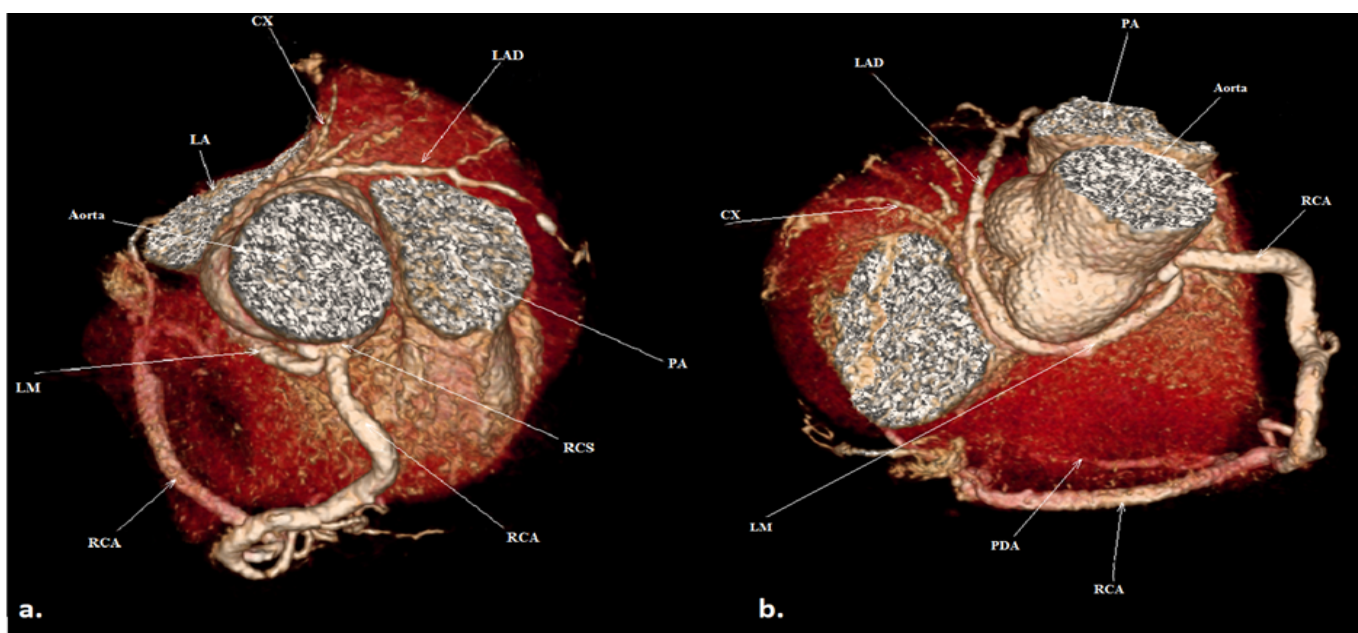 CX
LAD
LA
Aorta
LM
PA
RCS
RCA
RCA
a.
PA
LAD
Aorta
CX
RCA
LM
PDA
RCA
b.